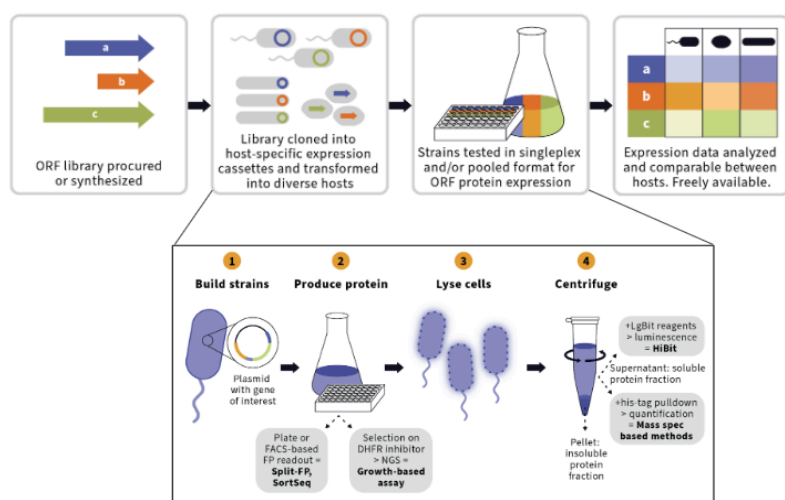 a
b
c
ORF library procured
or synthesized
Library cloned into
host-specific expression
cassettes and transformed
into diverse hosts
Strains tested in singleplex
and/or pooled format for
ORF protein expression
a
b
c
Expression data analyzed
and comparable between
hosts. Freely available.
1
Build strains
Plasmid
with gene
of interest
2
Produce protein
Plate or
FACS-based
FP readout =
Split-FP,
SortSeq
Selection on
DHFR inhibitor
> NGS =
Growth-based
assay
3
Lyse cells
4
Centrifuge
+LgBit reagents
> luminescence
= HiBit
Supernatant: soluble
protein fraction
+his-tag pulldown
> quantification
= Mass spec
based methods
Pellet:
insoluble
protein
fraction